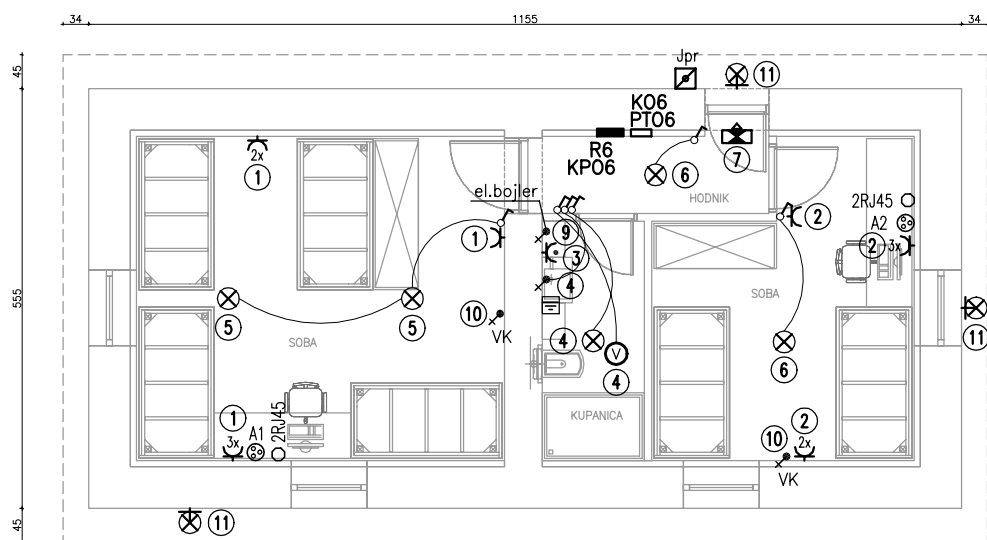 34 1155 34
45
Jpr
11
K06
PT06
R6
KP06
7
2x
1
6
HODNIK
el.bojler
2RJ45
A2
2
2 3x
1
9
3
4
SOBA
5
5
10
VK
SOBA
11
555
4
V
4
6
1
3x
A1
2RJ45
KUPANICA
2
2x
10
VK
45
11